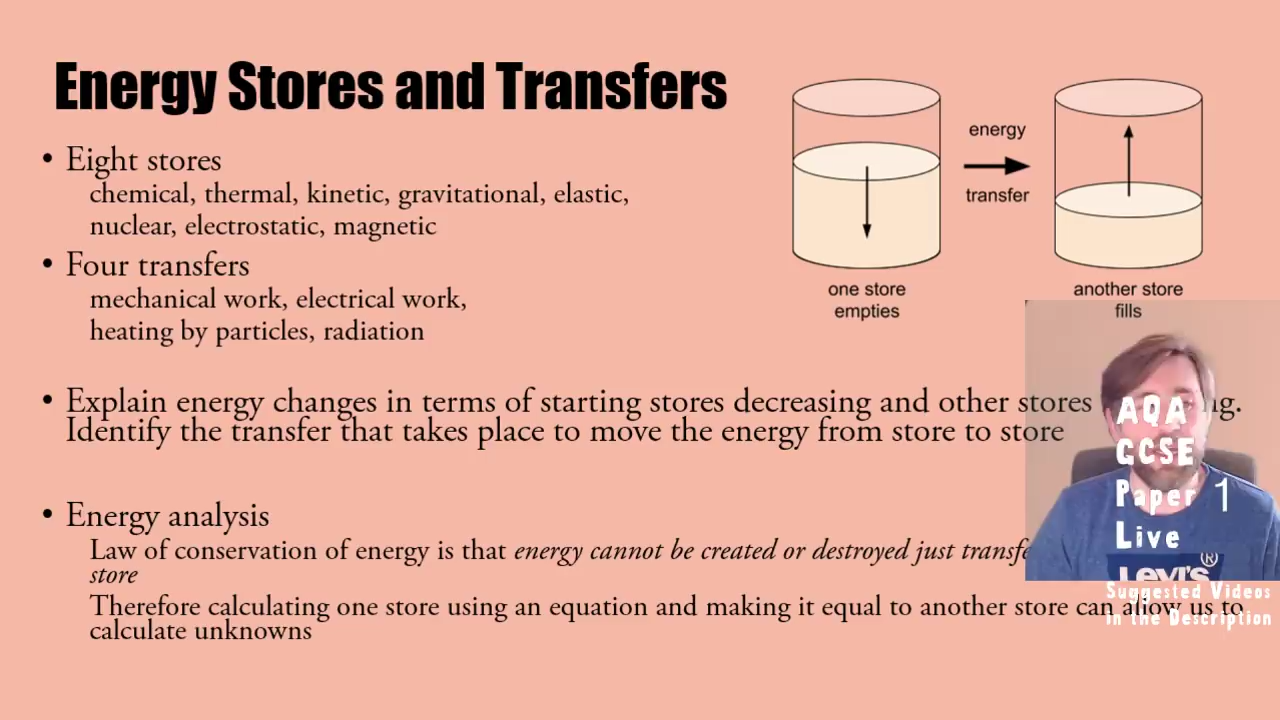 Energy Stores and Transfers
• Eight stores
chemical, thermal, kinetic, gravitational, elastic,
nuclear, electrostatic, magnetic
• Four transfers
mechanical work, electrical work,
heating by particles, radiation
energy
transfer
one store
empties
another store
fills
• Explain energy changes in terms of starting stores decreasing and other stores
Identify the transfer that takes place to move the energy from store to store
• Energy analysis
Law of conservation of energy is that energy cannot be created or destroyed just
store
Therefore calculating one store using an equation and making it equal to another store can allow us to
calculate unknowns
AQA
GCSE
Paper 1
Live
Levi's®
Suggested Videos
in the Description